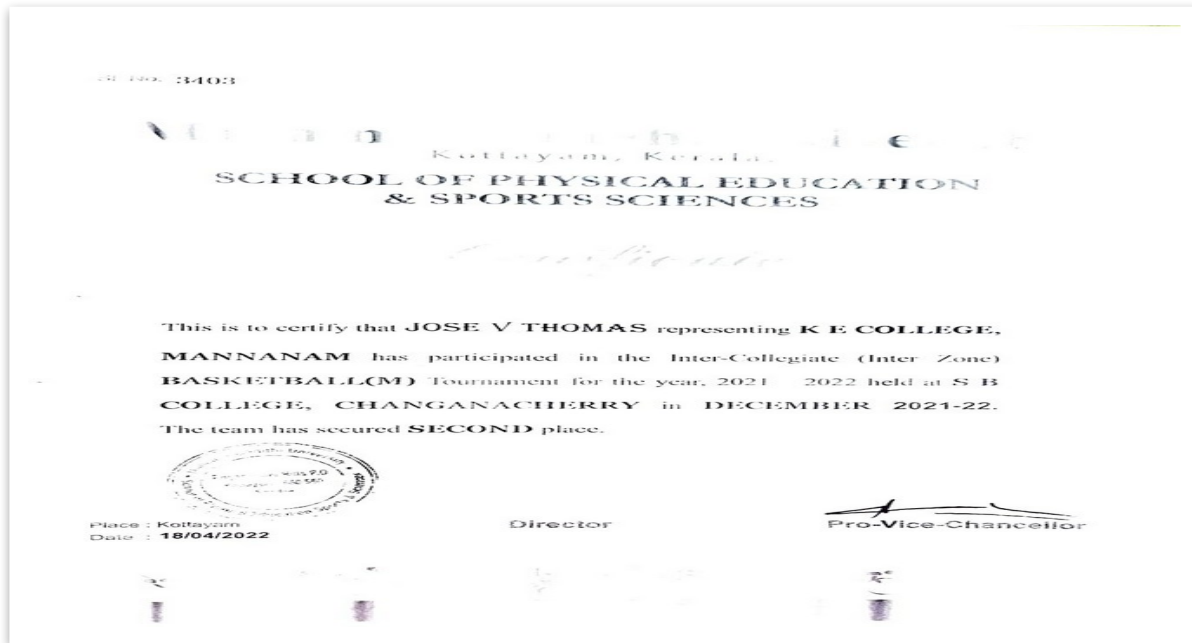 Sl. No. 3403
Kottayam, Kerala.
SCHOOL OF PHYSICAL EDUCATION
& SPORTS SCIENCES
Certificate
This is to certify that JOSE V THOMAS representing K E COLLEGE,
MANNANAM has participated in the Inter-Collegiate (Inter Zone)
BASKETBALL(M) Tournament for the year, 2021 2022 held at S B
COLLEGE, CHANGANACHERRY in DECEMBER 2021-22.
The team has secured SECOND place.
Place : Kottayam
Date : 18/04/2022
Director
Pro-Vice-Chancellor